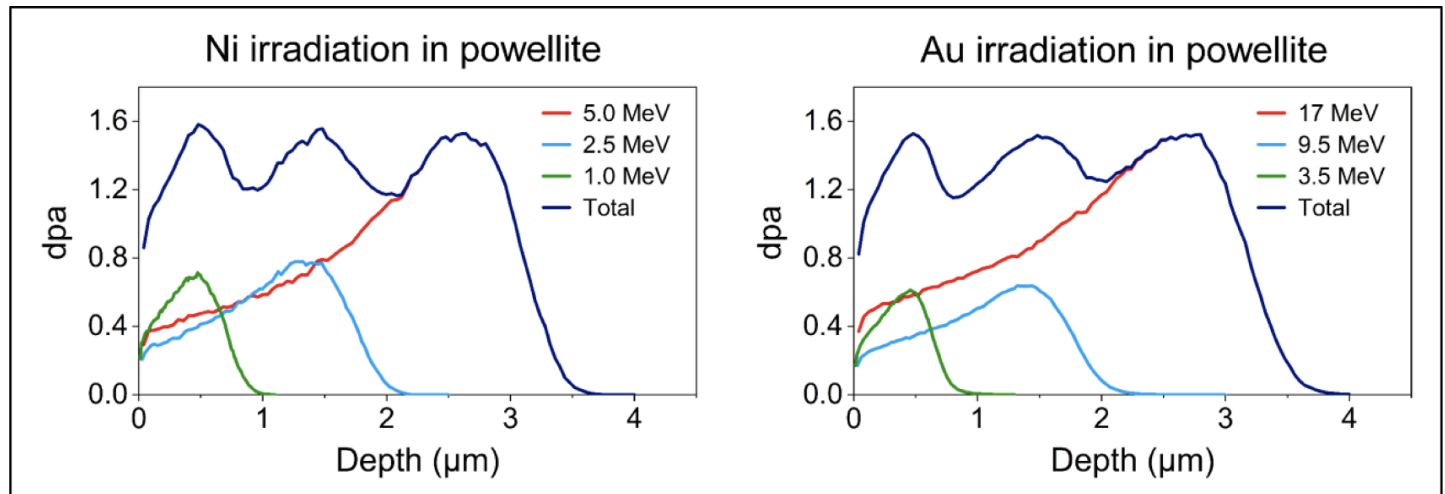 Ni irradiation in powellite
5.0 MeV
2.5 MeV
1.0 MeV
Total
1.6
1.2
0.8
0.4
0.0
dpa
0 1 2 3 4
Depth (μm)
Au irradiation in powellite
17 MeV
9.5 MeV
3.5 MeV
Total
1.6
1.2
0.8
0.4
0.0
dpa
0 1 2 3 4
Depth (μm)